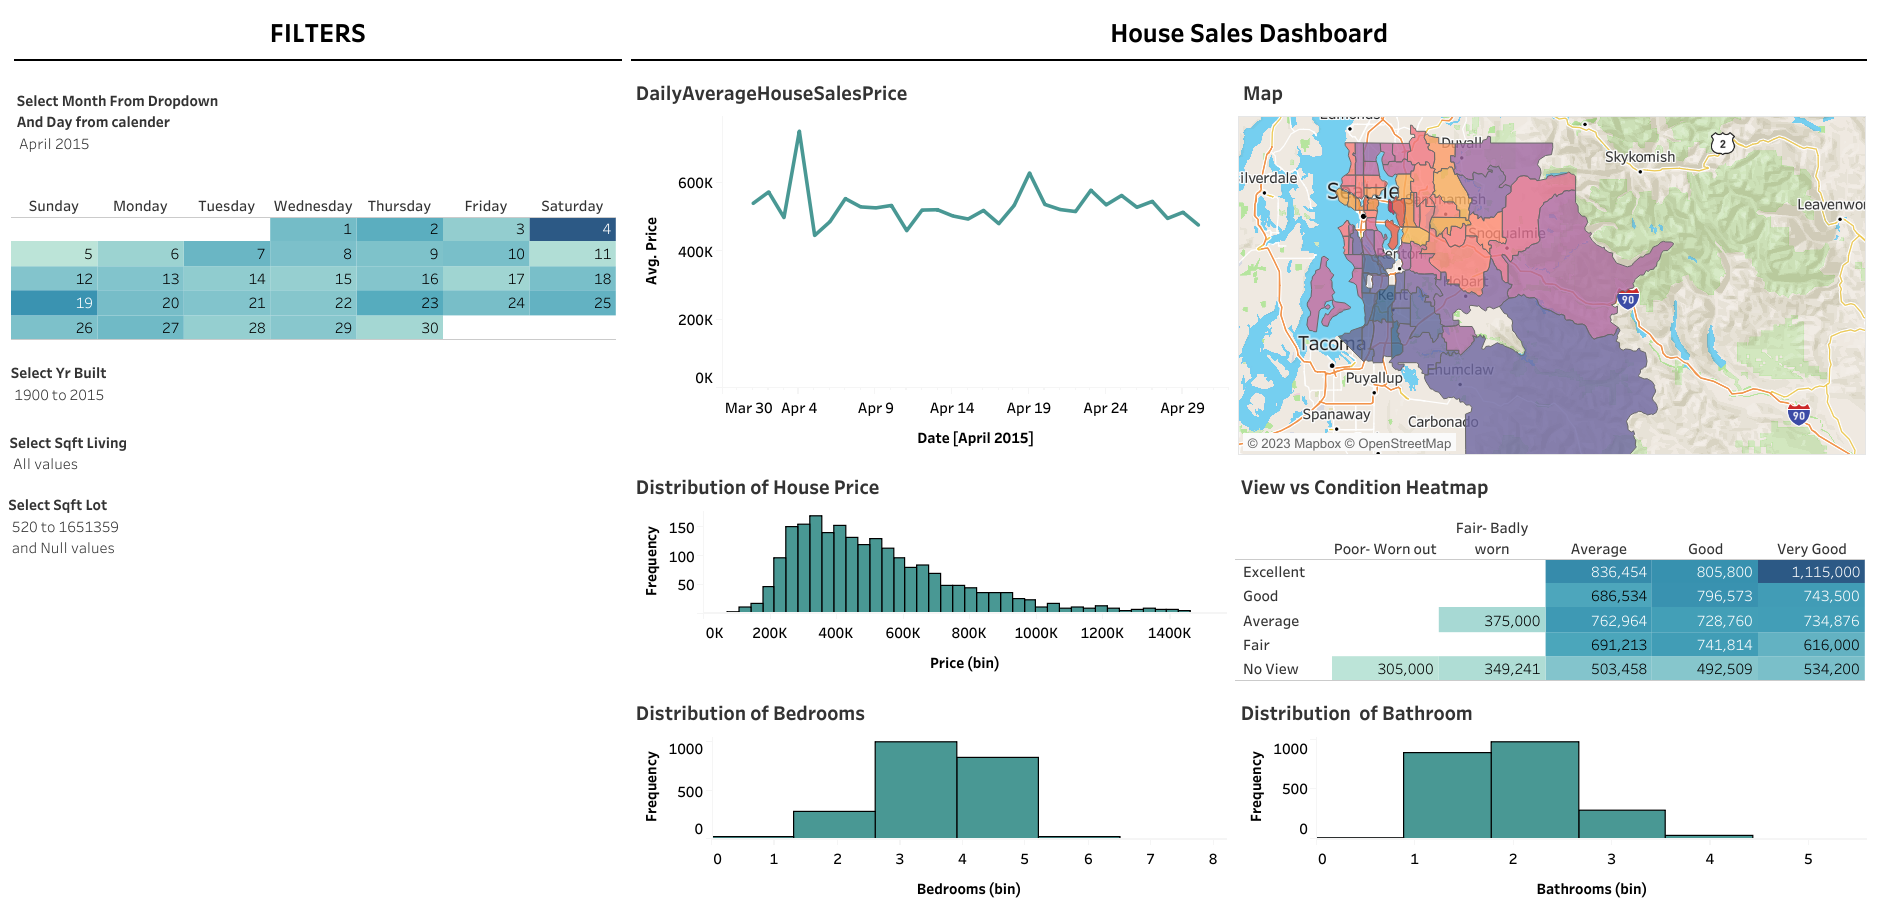 FILTERS
Select Month From Dropdown
And Day from calender
April 2015
Sunday Monday Tuesday Wednesday Thursday Friday Saturday
1 2 3 4
5 6 7 8 9 10 11
12 13 14 15 16 17 18
19 20 21 22 23 24 25
26 27 28 29 30
Select Yr Built
1900 to 2015
Select Sqft Living
All values
Select Sqft Lot
520 to 1651359
and Null values
House Sales Dashboard
DailyAverageHouseSalesPrice
Avg. Price
600K
400K
200K
0K
Mar 30 Apr 4 Apr 9 Apr 14 Apr 19 Apr 24 Apr 29
Date [April 2015]
Map
Edmonds
Duvall
2
Skykomish
ilverdale
Seattle
Sammamish
Leavenwor
Snoqualmie
Renton
Hobart
Kent
90
Tacoma
Puyallup
Enumclaw
Spanaway
Carbonado
90
© 2023 Mapbox © OpenStreetMap
Distribution of House Price
Frequency
150
100
50
0K 200K 400K 600K 800K 1000K 1200K 1400K
Price (bin)
View vs Condition Heatmap
Fair- Badly
Poor- Worn out worn Average Good Very Good
Excellent 836,454 805,800 1,115,000
Good 686,534 796,573 743,500
Average 375,000 762,964 728,760 734,876
Fair 691,213 741,814 616,000
No View 305,000 349,241 503,458 492,509 534,200
Distribution of Bedrooms
Frequency
1000
500
0
0 1 2 3 4 5 6 7 8
Bedrooms (bin)
Distribution  of Bathroom
Frequency
1000
500
0
0 1 2 3 4 5
Bathrooms (bin)